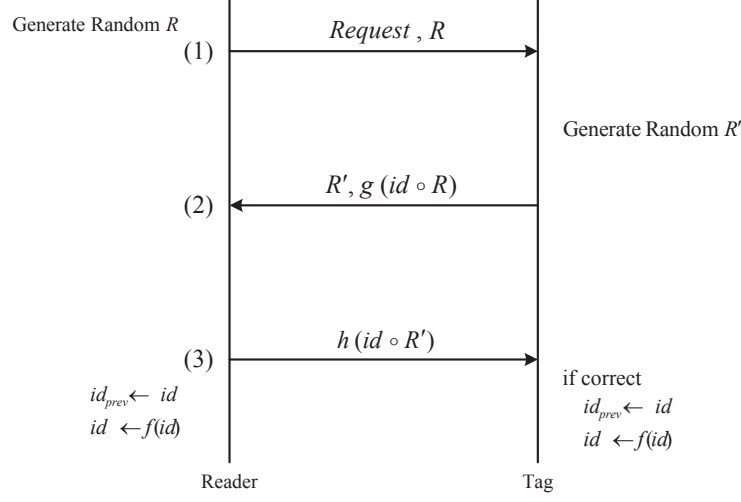 Generate Random R
(1)
Request , R
Generate Random R′
R′, g (id ∘ R)
(2)
h (id ∘ R′)
(3)
if correct
id_prev ← id
id_prev ← id
id ← f(id)
id ← f(id)
Reader
Tag